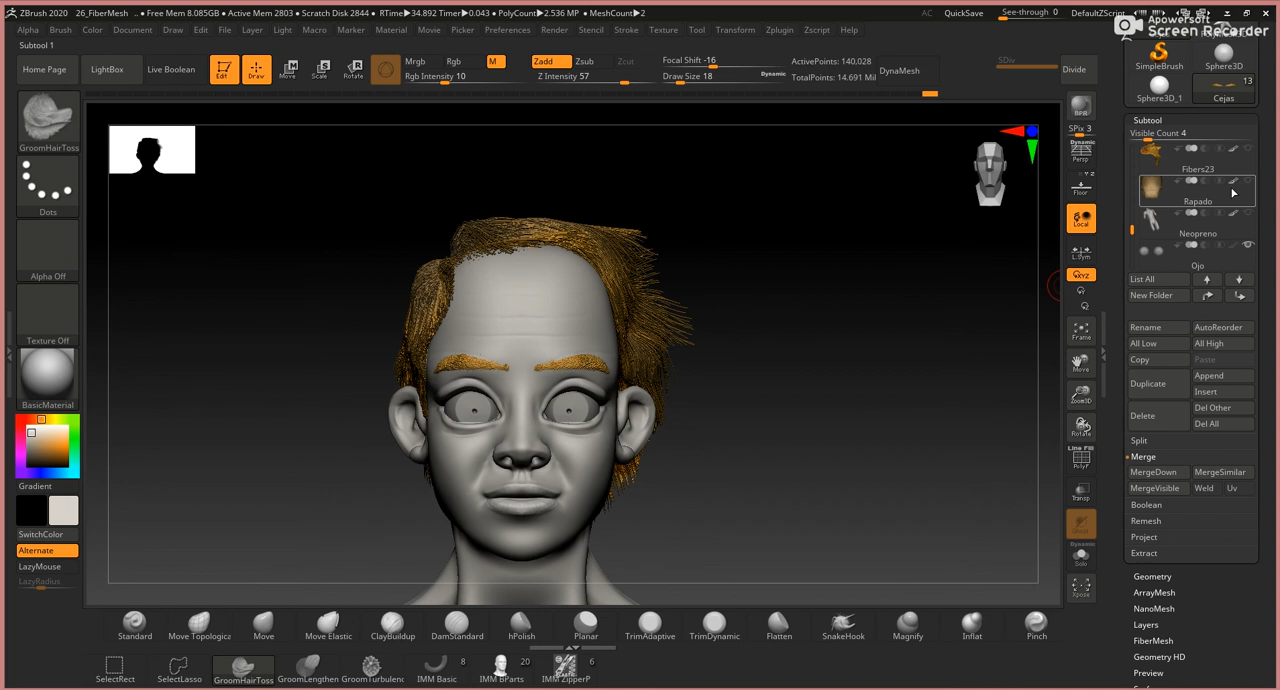 ZBrush 2020 26_FiberMesh .. • Free Mem 8.085GB • Active Mem 2803 • Scratch Disk 2844 • RTime▶34.892 Timer▶0.043 • PolyCount▶2.536 MP • MeshCount▶2 AC QuickSave See-through 0 DefaultZScript
Apowersoft
Screen Recorder
Alpha Brush Color Document Draw Edit File Layer Light Macro Marker Material Movie Picker Preferences Render Stencil Stroke Texture Tool Transform Zplugin Zscript Help
Subtool 1
Home Page LightBox Live Boolean Edit Draw Move Scale Rotate
Mrgb Rgb M Zadd Zsub Zcut Focal Shift -16 ActivePoints: 140.028 DynaMesh SDiv Divide
Rgb Intensity 10 Z Intensity 57 Draw Size 18 Dynamic TotalPoints: 14.691 Mil
SimpleBrush Sphere3D
13
Sphere3D_1 Cejas
GroomHairToss
Dots
Alpha Off
Texture Off
BasicMaterial
Gradient
SwitchColor
Alternate
LazyMouse
LazyRadius
BPR
SPix 3
Dynamic
Persp
Floor
Local
L.Sym
XYZ
Frame
Move
Zoom3D
Rotate
Line Fill
PolyF
Transp
Ghost
Dynamic
Solo
Xpose
Subtool
Visible Count 4
Fibers23
Rapado
Neopreno
Ojo
List All
New Folder
Rename AutoReorder
All Low All High
Copy Paste
Duplicate Append
Insert
Delete Del Other
Del All
Split
Merge
MergeDown MergeSimilar
MergeVisible Weld Uv
Boolean
Remesh
Project
Extract
Geometry
ArrayMesh
NanoMesh
Layers
FiberMesh
Geometry HD
Preview
Standard Move Topologica Move Move Elastic ClayBuildup DamStandard hPolish Planar TrimAdaptive TrimDynamic Flatten SnakeHook Magnify Inflat Pinch
8 20 6
SelectRect SelectLasso GroomHairToss GroomLengthen GroomTurbulenc IMM Basic IMM BParts IMM ZipperP